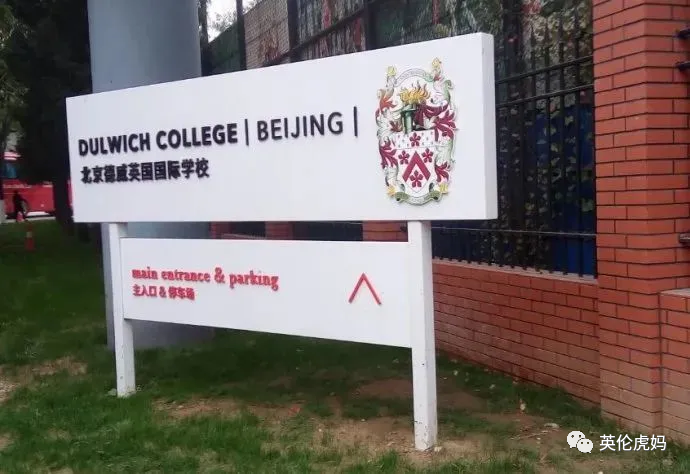 DULWICH COLLEGE | BEIJING |
北京德威英国国际学校
main entrance & parking
主入口 & 停车场
英伦虎妈